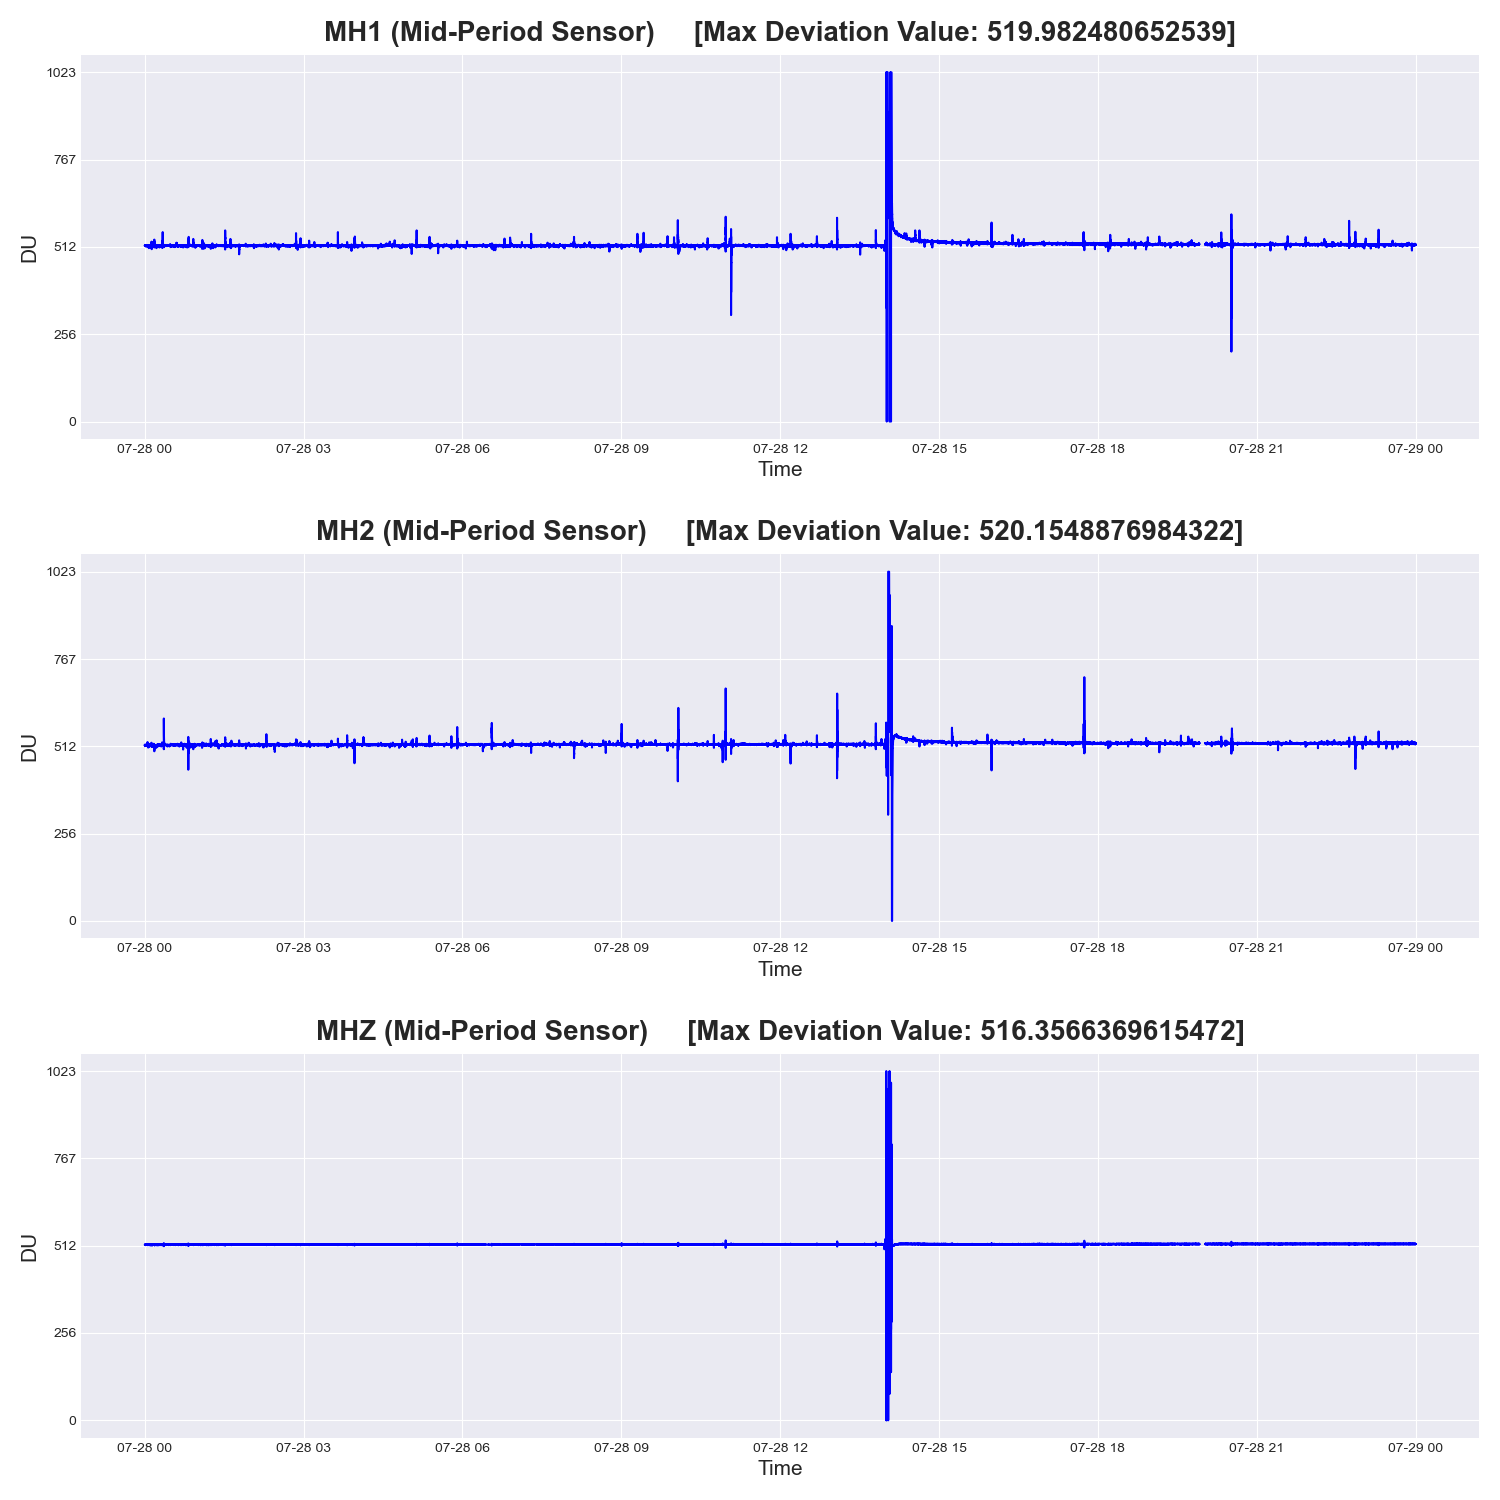 MH1 (Mid-Period Sensor) [Max Deviation Value: 519.982480652539]
1023
767
512
256
0
DU
07-28 00 07-28 03 07-28 06 07-28 09 07-28 12 07-28 15 07-28 18 07-28 21 07-29 00
Time
MH2 (Mid-Period Sensor) [Max Deviation Value: 520.1548876984322]
1023
767
512
256
0
DU
07-28 00 07-28 03 07-28 06 07-28 09 07-28 12 07-28 15 07-28 18 07-28 21 07-29 00
Time
MHZ (Mid-Period Sensor) [Max Deviation Value: 516.3566369615472]
1023
767
512
256
0
DU
07-28 00 07-28 03 07-28 06 07-28 09 07-28 12 07-28 15 07-28 18 07-28 21 07-29 00
Time